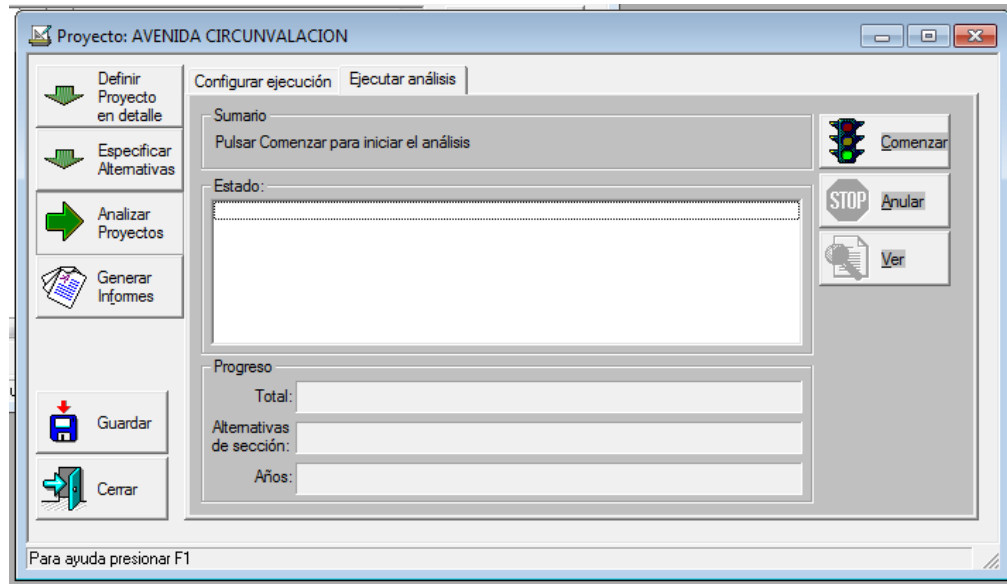 Proyecto: AVENIDA CIRCUNVALACION
Definir
Proyecto
en detalle
Especificar
Alternativas
Analizar
Proyectos
Generar
Informes
Guardar
Cerrar
Configurar ejecución
Ejecutar análisis
Sumario
Pulsar Comenzar para iniciar el análisis
Estado:
Progreso
Total:
Alternativas
de sección:
Años:
Comenzar
STOP
Anular
Ver
Para ayuda presionar F1